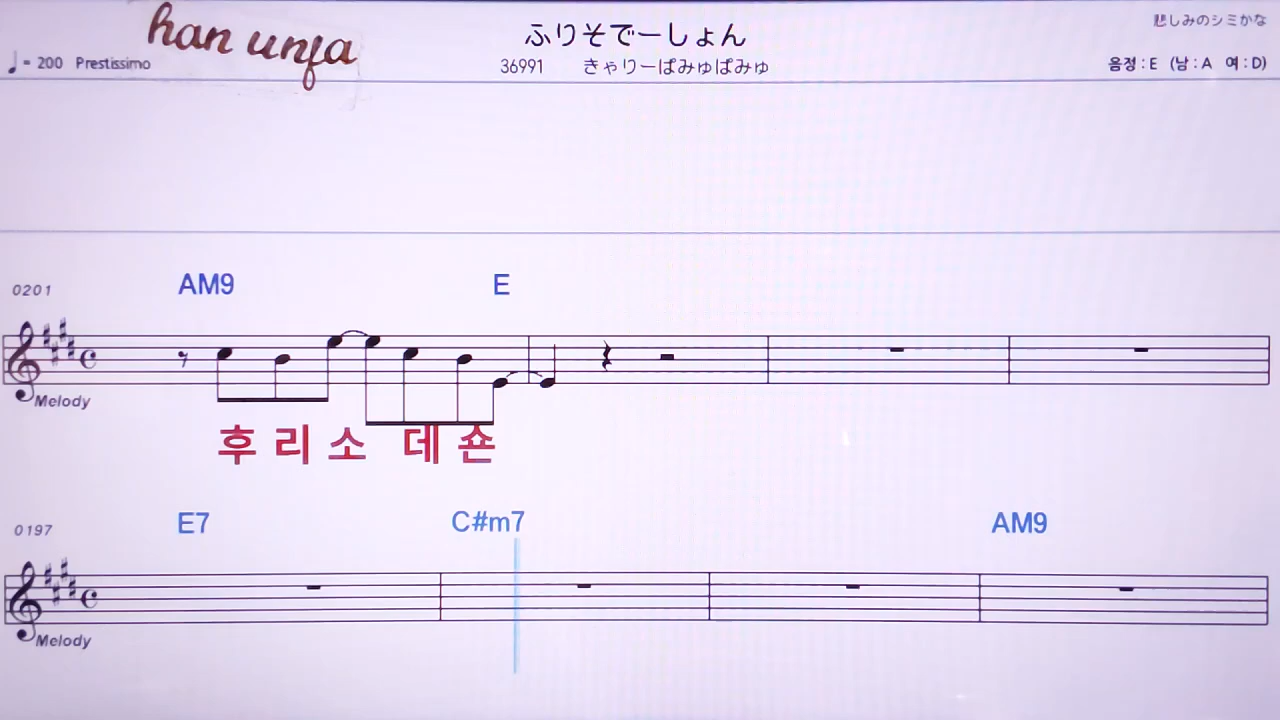 han unfa
ふりそでーしょん
悲しみのシミかな
♩= 200 Prestissimo
36991 きゃりーぱみゅぱみゅ
음정 : E (남 : A 여 : D)
AM9 E
0201
Melody
후 리 소 데 숀
E7 C#m7 AM9
0197
Melody